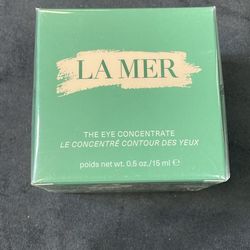 LA MER
THE EYE CONCENTRATE
LE CONCENTRÉ CONTOUR DES YEUX
poids net wt. 0.5 oz./15 ml ℮